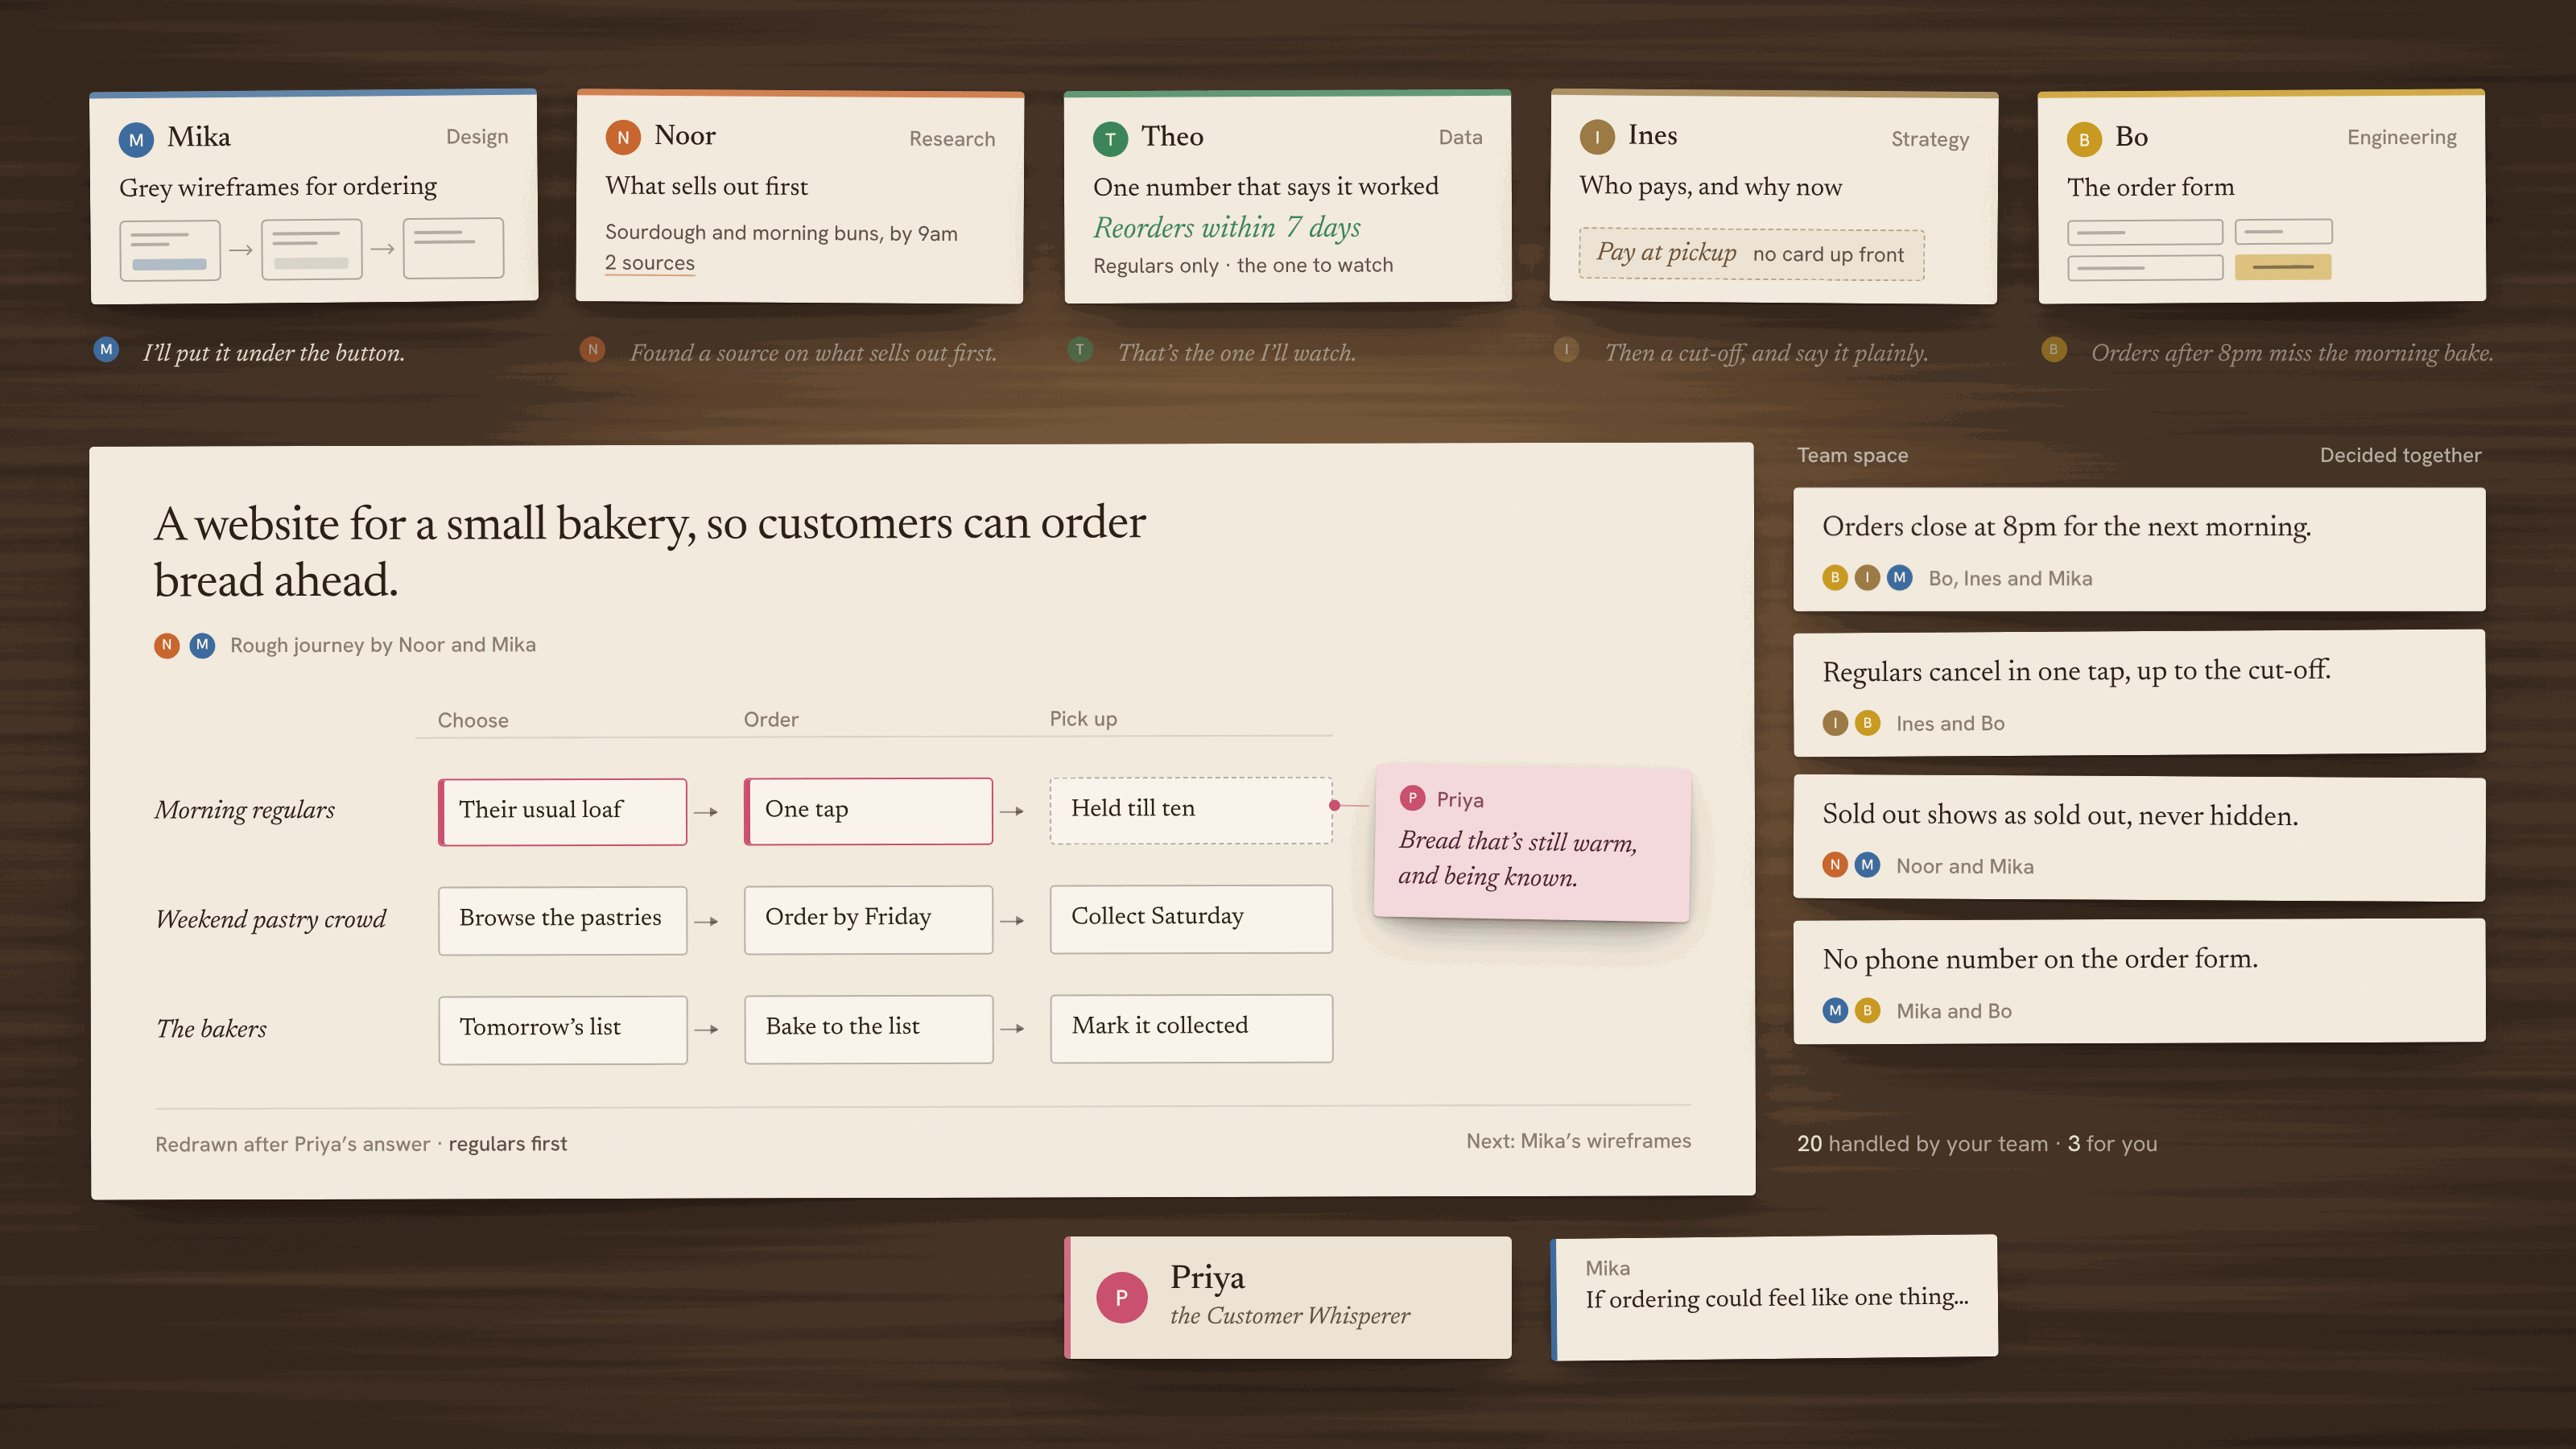 M Mika Design
Grey wireframes for ordering
N Noor Research
What sells out first
Sourdough and morning buns, by 9am
2 sources
T Theo Data
One number that says it worked
Reorders within 7 days
Regulars only · the one to watch
I Ines Strategy
Who pays, and why now
Pay at pickup no card up front
B Bo Engineering
The order form
M I’ll put it under the button.
N Found a source on what sells out first.
T That’s the one I’ll watch.
I Then a cut-off, and say it plainly.
B Orders after 8pm miss the morning bake.
A website for a small bakery, so customers can order
bread ahead.
N M Rough journey by Noor and Mika
Choose Order Pick up
Morning regulars Their usual loaf One tap Held till ten
P Priya
Bread that’s still warm,
and being known.
Weekend pastry crowd Browse the pastries Order by Friday Collect Saturday
The bakers Tomorrow’s list Bake to the list Mark it collected
Redrawn after Priya’s answer · regulars first Next: Mika’s wireframes
Team space Decided together
Orders close at 8pm for the next morning.
B I M Bo, Ines and Mika
Regulars cancel in one tap, up to the cut-off.
I B Ines and Bo
Sold out shows as sold out, never hidden.
N M Noor and Mika
No phone number on the order form.
M B Mika and Bo
20 handled by your team · 3 for you
P Priya
the Customer Whisperer
Mika
If ordering could feel like one thing...